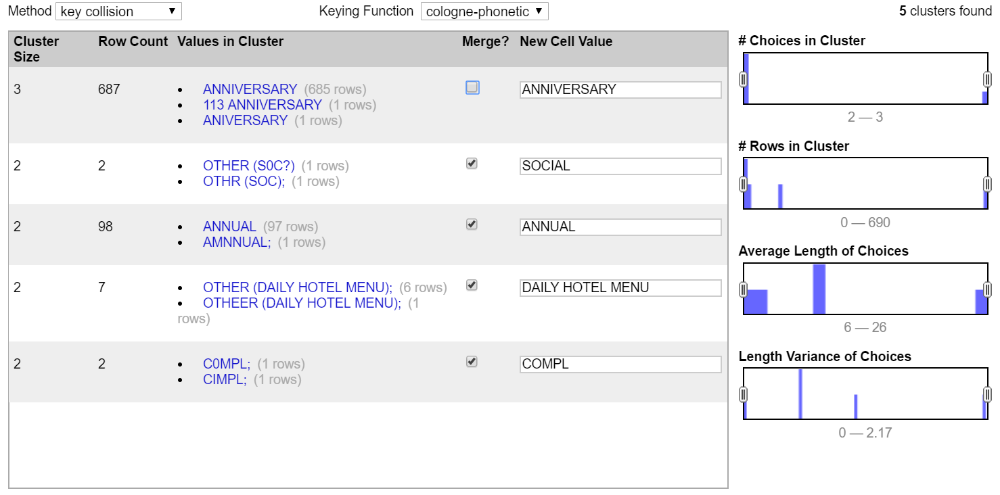 Method key collision ▼ Keying Function cologne-phonetic ▼ 5 clusters found
Cluster Size Row Count Values in Cluster Merge? New Cell Value
3 687 • ANNIVERSARY (685 rows) ANNIVERSARY
• 113 ANNIVERSARY (1 rows)
• ANIVERSARY (1 rows)
2 2 • OTHER (S0C?) (1 rows) SOCIAL
• OTHR (SOC); (1 rows)
2 98 • ANNUAL (97 rows) ANNUAL
• AMNNUAL; (1 rows)
2 7 • OTHER (DAILY HOTEL MENU); (6 rows) DAILY HOTEL MENU
• OTHEER (DAILY HOTEL MENU); (1
rows)
2 2 • C0MPL; (1 rows) COMPL
• CIMPL; (1 rows)
# Choices in Cluster
2 — 3
# Rows in Cluster
0 — 690
Average Length of Choices
6 — 26
Length Variance of Choices
0 — 2.17